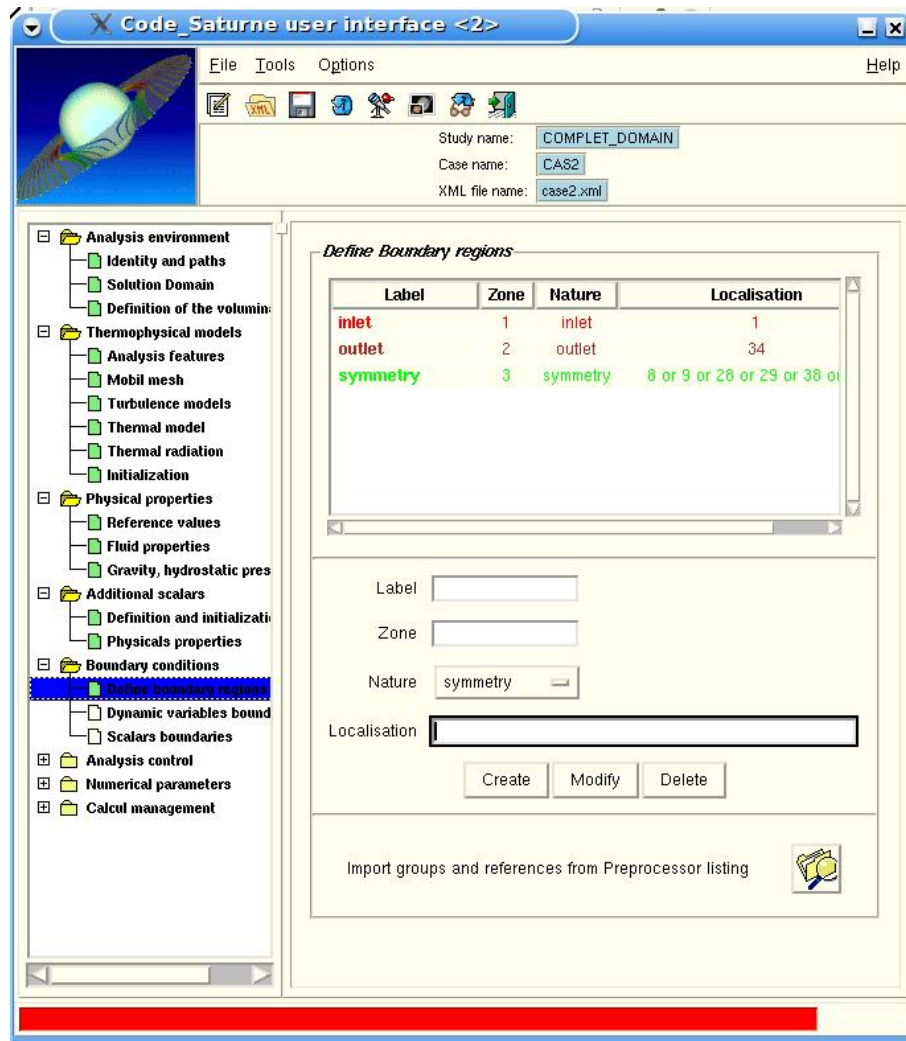 Code_Saturne user interface <2>
File Tools Options Help
Study name: COMPLET_DOMAIN
Case name: CAS2
XML file name: case2.xml
Analysis environment
Identity and paths
Solution Domain
Definition of the volumin
Thermophysical models
Analysis features
Mobil mesh
Turbulence models
Thermal model
Thermal radiation
Initialization
Physical properties
Reference values
Fluid properties
Gravity, hydrostatic pres
Additional scalars
Definition and initializati
Physicals properties
Boundary conditions
Define boundary regions
Dynamic variables bound
Scalars boundaries
Analysis control
Numerical parameters
Calcul management
Define Boundary regions
Label Zone Nature Localisation
inlet 1 inlet 1
outlet 2 outlet 34
symmetry 3 symmetry 8 or 9 or 28 or 29 or 38 or
Label
Zone
Nature symmetry
Localisation
Create Modify Delete
Import groups and references from Preprocessor listing